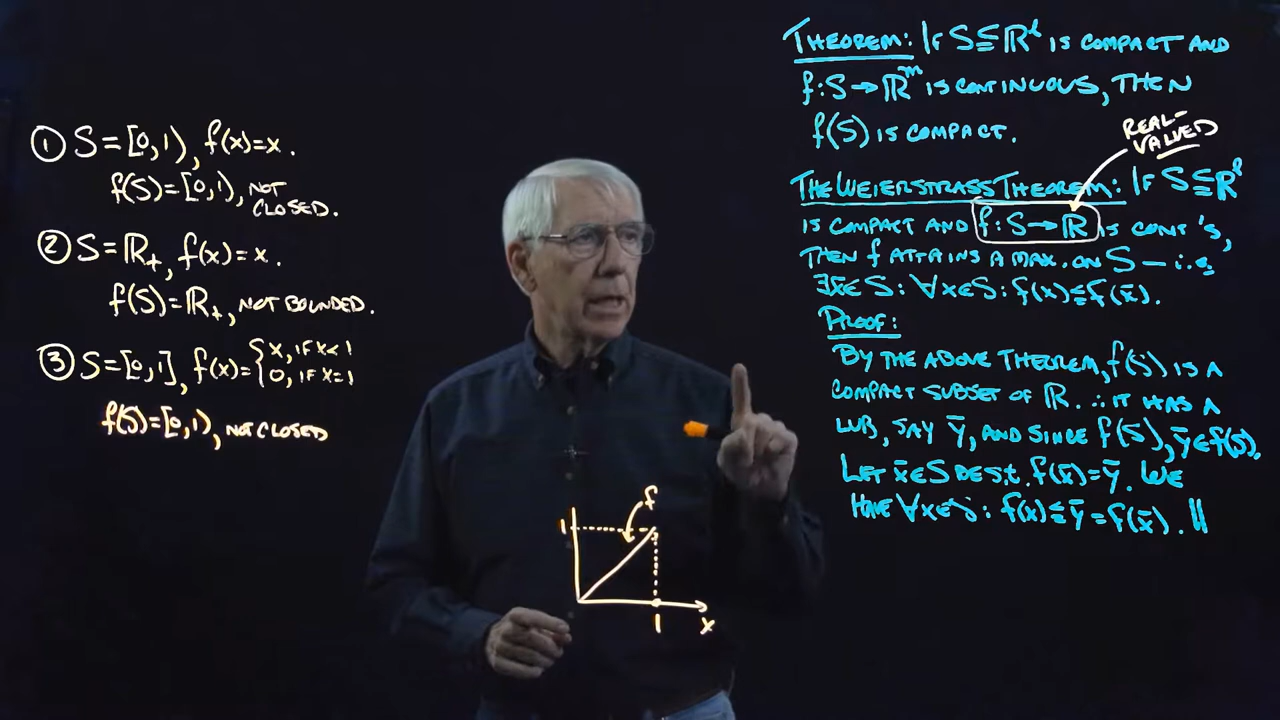 ① S=[0,1), f(x)=x.
f(S)=[0,1), NOT
CLOSED.
② S=ℝ₊, f(x)=x.
f(S)=ℝ₊, NOT BOUNDED.
③ S=[0,1], f(x)={x, IF x<1
0, IF x=1
f(S)=[0,1), NOT CLOSED
f
1
1
x
THEOREM: IF S⊆ℝˡ IS COMPACT AND
f:S→ℝᵐ IS CONTINUOUS, THEN
f(S) IS COMPACT.
REAL-
VALUED
THE WEIERSTRASS THEOREM: IF S⊆ℝˡ
IS COMPACT AND f:S→ℝ IS CONT'S,
THEN f ATTAINS A MAX. ON S — i.e.,
∃x̄∈S: ∀x∈S: f(x)≦f(x̄).
PROOF:
BY THE ABOVE THEOREM, f(S) IS A
COMPACT SUBSET OF ℝ. ∴ IT HAS A
LUB, SAY ȳ, AND SINCE f(S), ȳ∈f(S).
LET x̄∈S BE S.T. f(x̄)=ȳ. WE
HAVE ∀x∈S: f(x)≦ȳ=f(x̄). ||